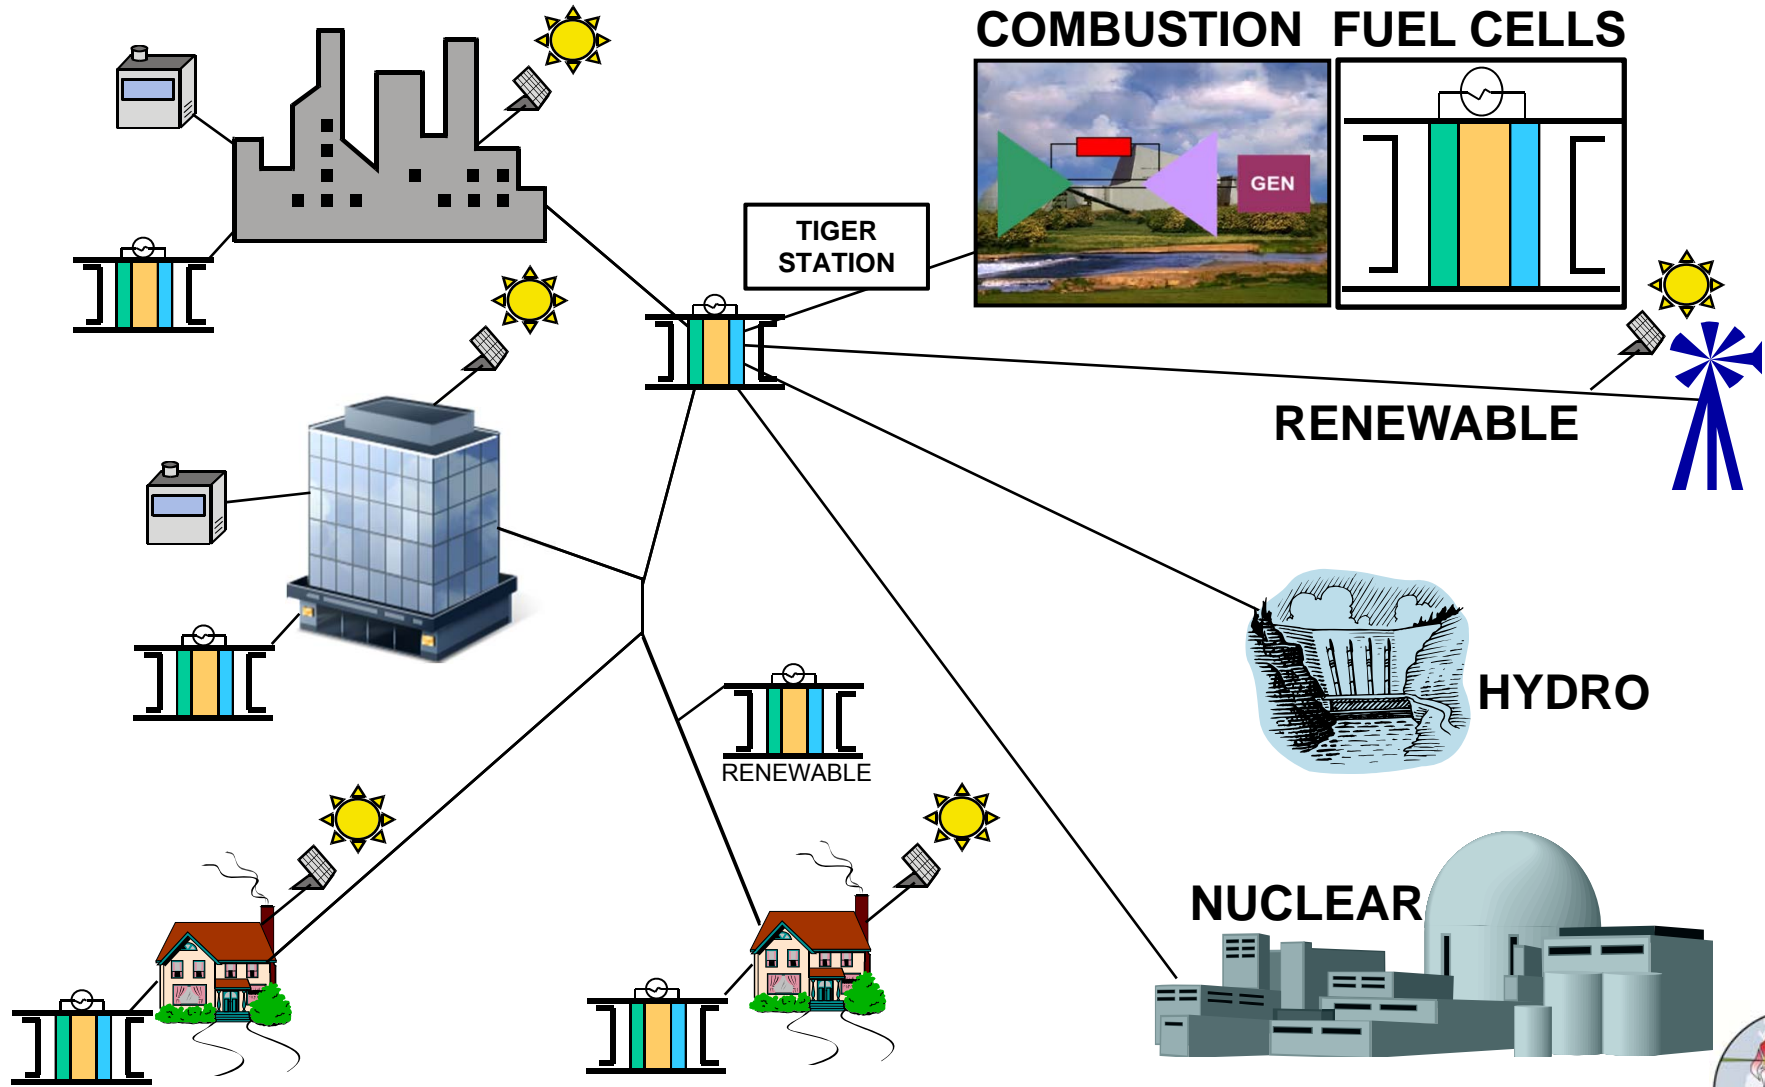 COMBUSTION
FUEL CELLS
GEN
TIGER
STATION
RENEWABLE
HYDRO
RENEWABLE
NUCLEAR